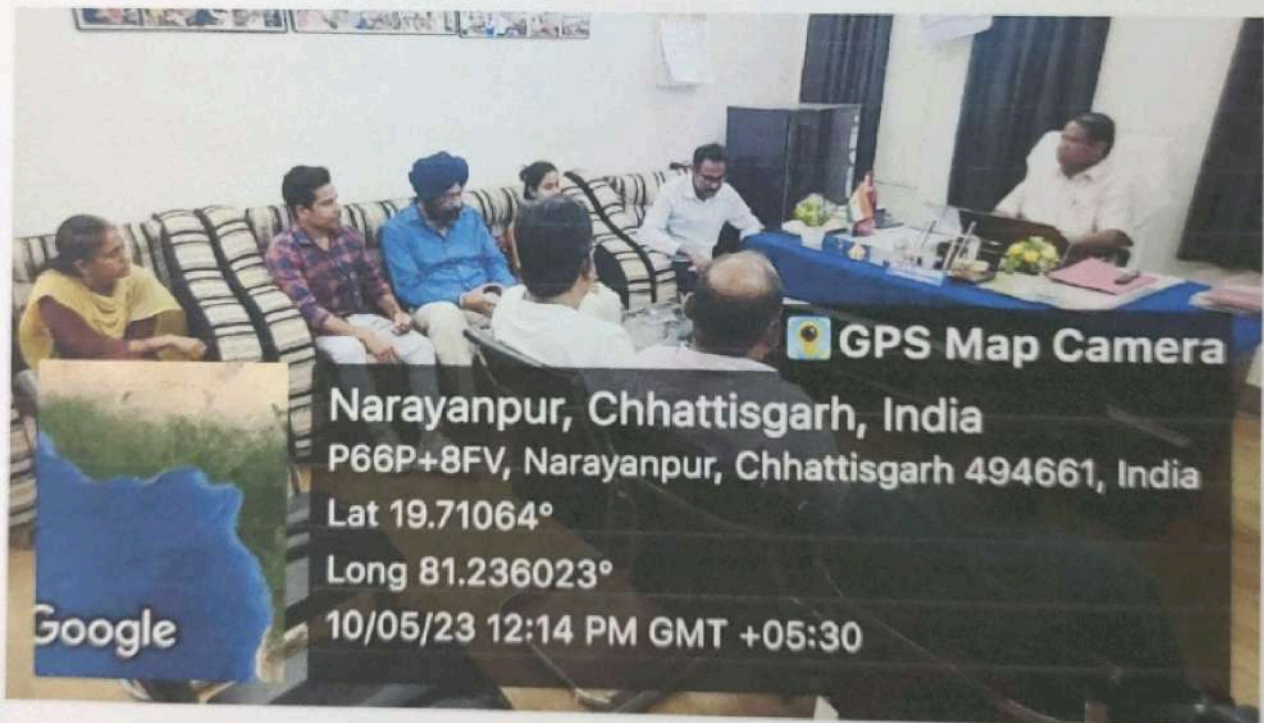 GPS Map Camera
Narayanpur, Chhattisgarh, India
P66P+8FV, Narayanpur, Chhattisgarh 494661, India
Lat 19.71064°
Long 81.236023°
10/05/23 12:14 PM GMT +05:30
Google